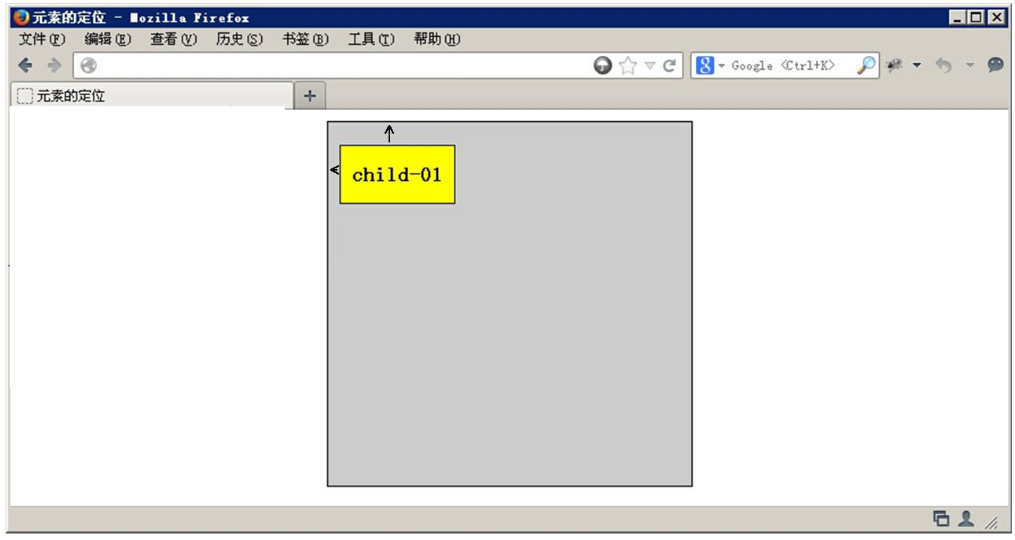 元素的定位 - Mozilla Firefox
文件(F) 编辑(E) 查看(V) 历史(S) 书签(B) 工具(T) 帮助(H)
8 Google <Ctrl+K>
元素的定位 +
child-01